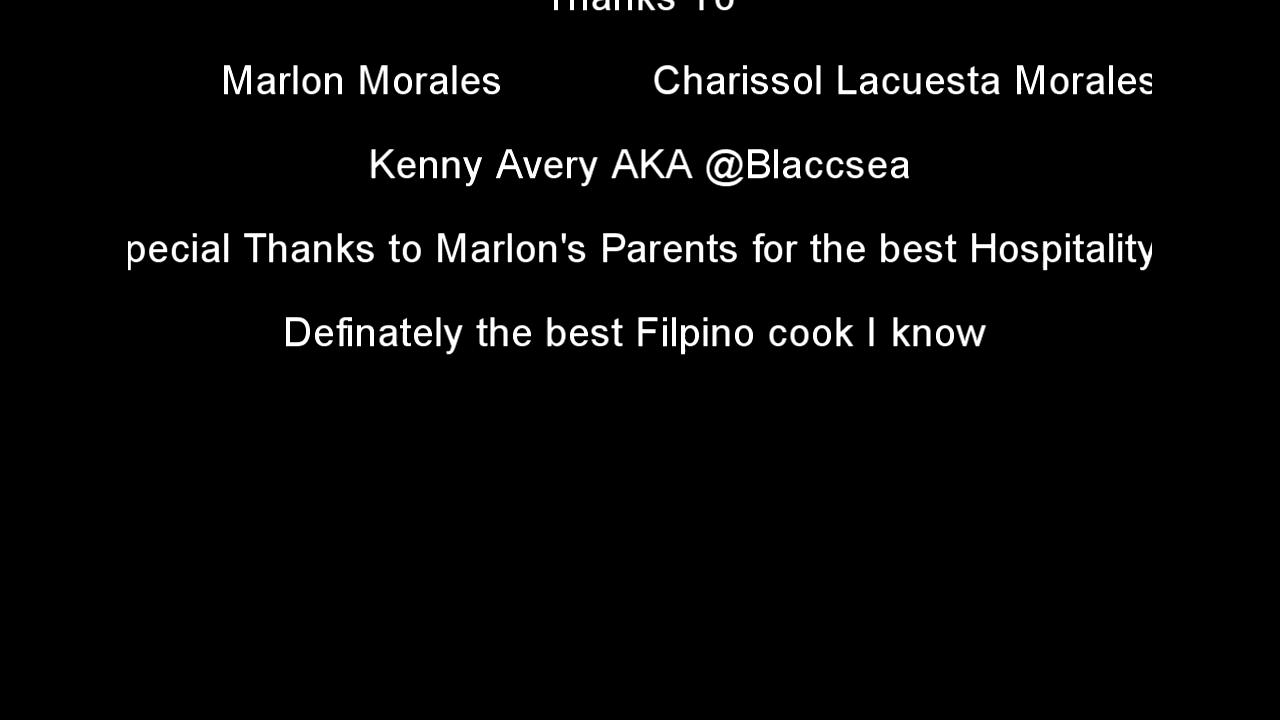 Thanks To
Marlon Morales Charissol Lacuesta Morales
Kenny Avery AKA @Blaccsea
pecial Thanks to Marlon's Parents for the best Hospitality
Definately the best Filpino cook I know